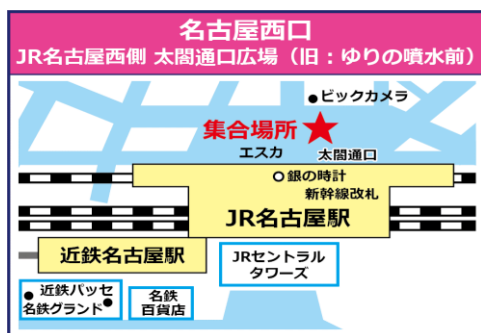 名古屋西口
JR名古屋西側 太閤通口広場（旧：ゆりの噴水前）
ビックカメラ
集合場所
エスカ
太閤通口
銀の時計
新幹線改札
JR名古屋駅
近鉄名古屋駅
JRセントラル
タワーズ
近鉄パッセ
名鉄グランド
名鉄
百貨店